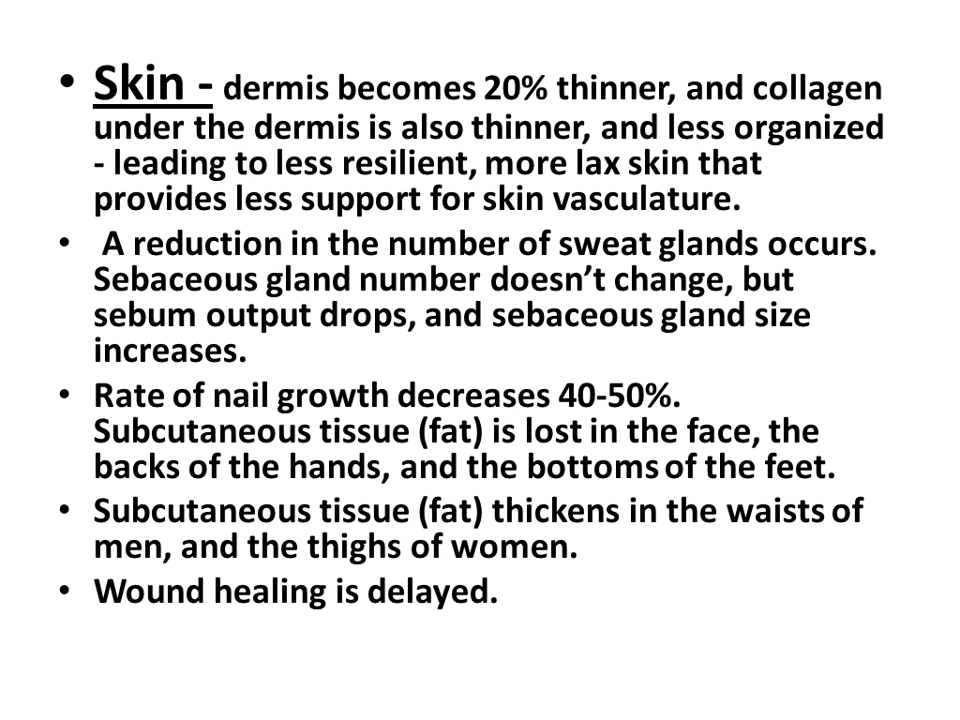 • Skin - dermis becomes 20% thinner, and collagen
under the dermis is also thinner, and less organized
- leading to less resilient, more lax skin that
provides less support for skin vasculature.
• A reduction in the number of sweat glands occurs.
Sebaceous gland number doesn’t change, but
sebum output drops, and sebaceous gland size
increases.
• Rate of nail growth decreases 40-50%.
Subcutaneous tissue (fat) is lost in the face, the
backs of the hands, and the bottoms of the feet.
• Subcutaneous tissue (fat) thickens in the waists of
men, and the thighs of women.
• Wound healing is delayed.